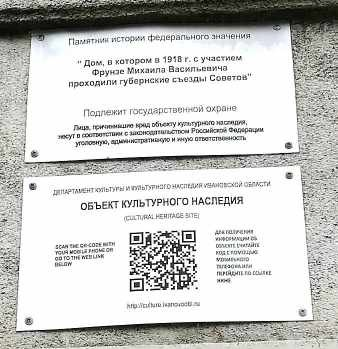 Памятник истории федерального значения
" Дом, в котором в 1918 г. с участием
Фрунзе Михаила Васильевича
проходили губернские съезды Советов"
Подлежит государственной охране
Лица, причинившие вред объекту культурного наследия,
несут в соответствии с законодательством Российской Федерации
уголовную, административную и иную ответственность
ДЕПАРТАМЕНТ КУЛЬТУРЫ И КУЛЬТУРНОГО НАСЛЕДИЯ ИВАНОВСКОЙ ОБЛАСТИ
ОБЪЕКТ КУЛЬТУРНОГО НАСЛЕДИЯ
(CULTURAL HERITAGE SITE)
SCAN THE QR-CODE WITH
YOUR MOBILE PHONE OR
GO TO THE WEB LINK
BELOW
ДЛЯ ПОЛУЧЕНИЯ
ИНФОРМАЦИИ ОБ
ОБЪЕКТЕ СЧИТАЙТЕ
КОД С ПОМОЩЬЮ
МОБИЛЬНОГО
ТЕЛЕФОНА ИЛИ
ПЕРЕЙДИТЕ ПО ССЫЛКЕ
НИЖЕ
http://culture.ivanovoobl.ru